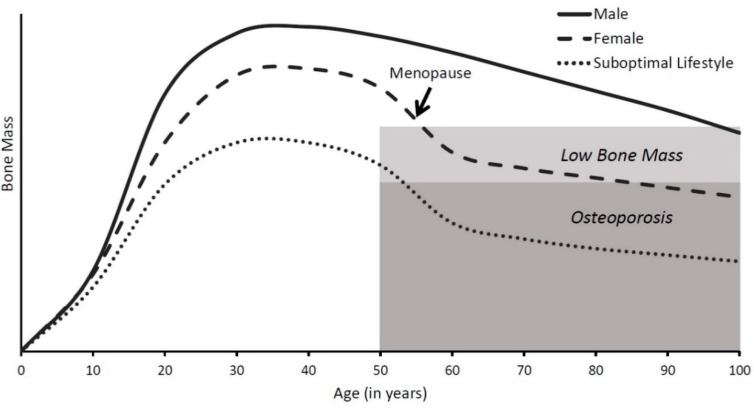 Male
Female
Suboptimal Lifestyle
Menopause
Bone Mass
Low Bone Mass
Osteoporosis
0 10 20 30 40 50 60 70 80 90 100
Age (in years)